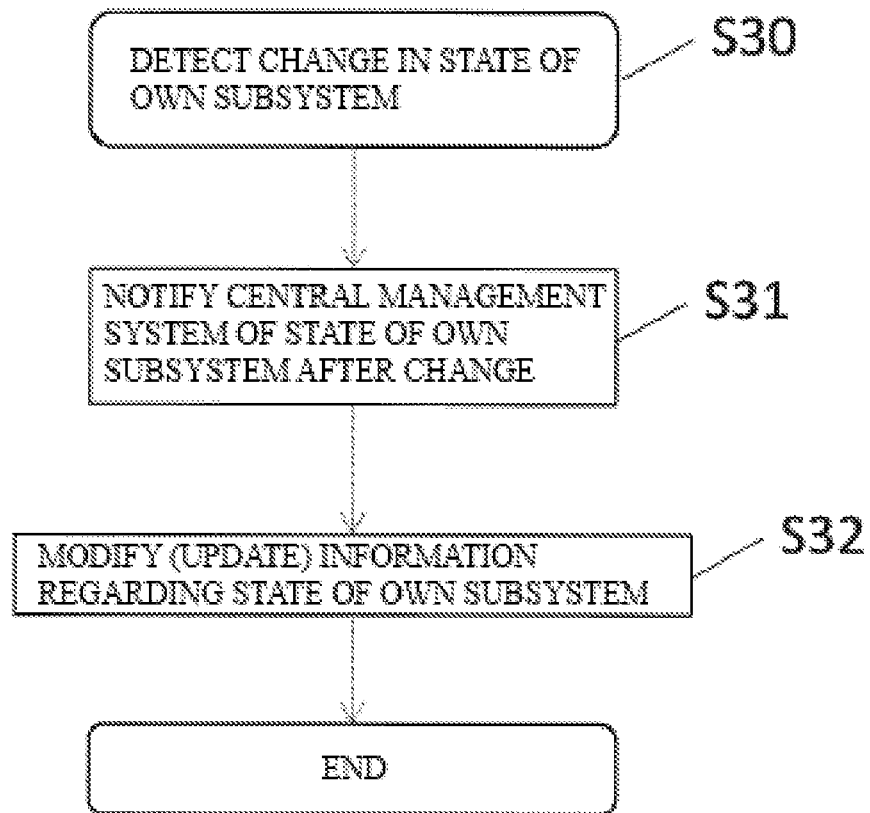 DETECT CHANGE IN STATE OF
OWN SUBSYSTEM
S30
NOTIFY CENTRAL MANAGEMENT
SYSTEM OF STATE OF OWN
SUBSYSTEM AFTER CHANGE
S31
MODIFY (UPDATE) INFORMATION
REGARDING STATE OF OWN SUBSYSTEM
S32
END